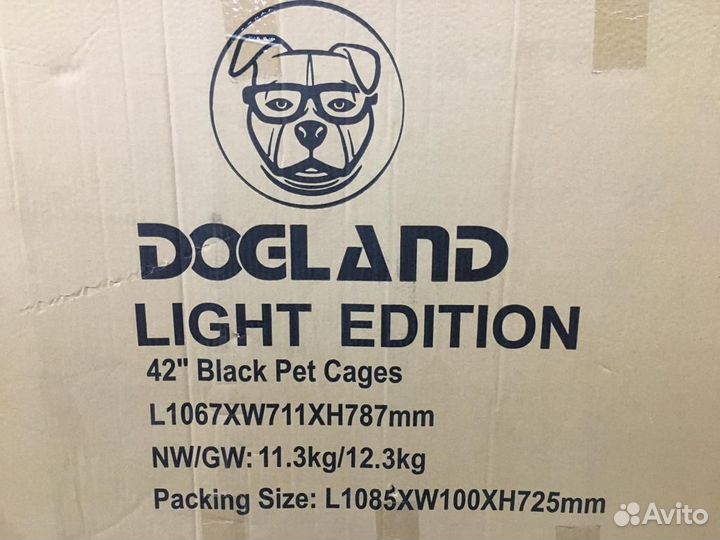 DOGLAND
LIGHT EDITION
42" Black Pet Cages
L1067XW711XH787mm
NW/GW: 11.3kg/12.3kg
Packing Size: L1085XW100XH725mm
Avito